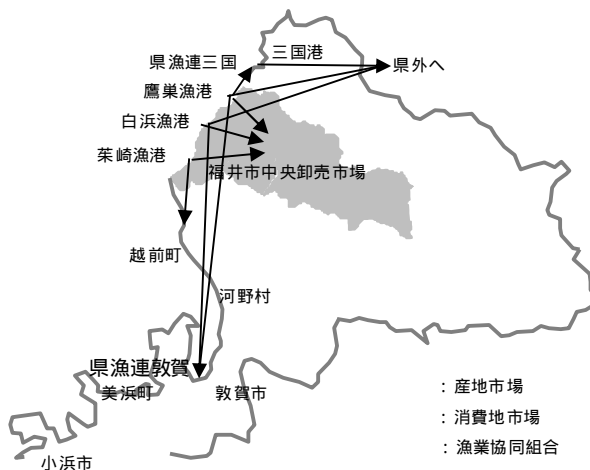 三国港
県漁連三国
県外へ
鷹巣漁港
白浜漁港
茱崎漁港
福井市中央卸売市場
越前町
河野村
県漁連敦賀
美浜町
敦賀市
小浜市
：産地市場
：消費地市場
：漁業協同組合